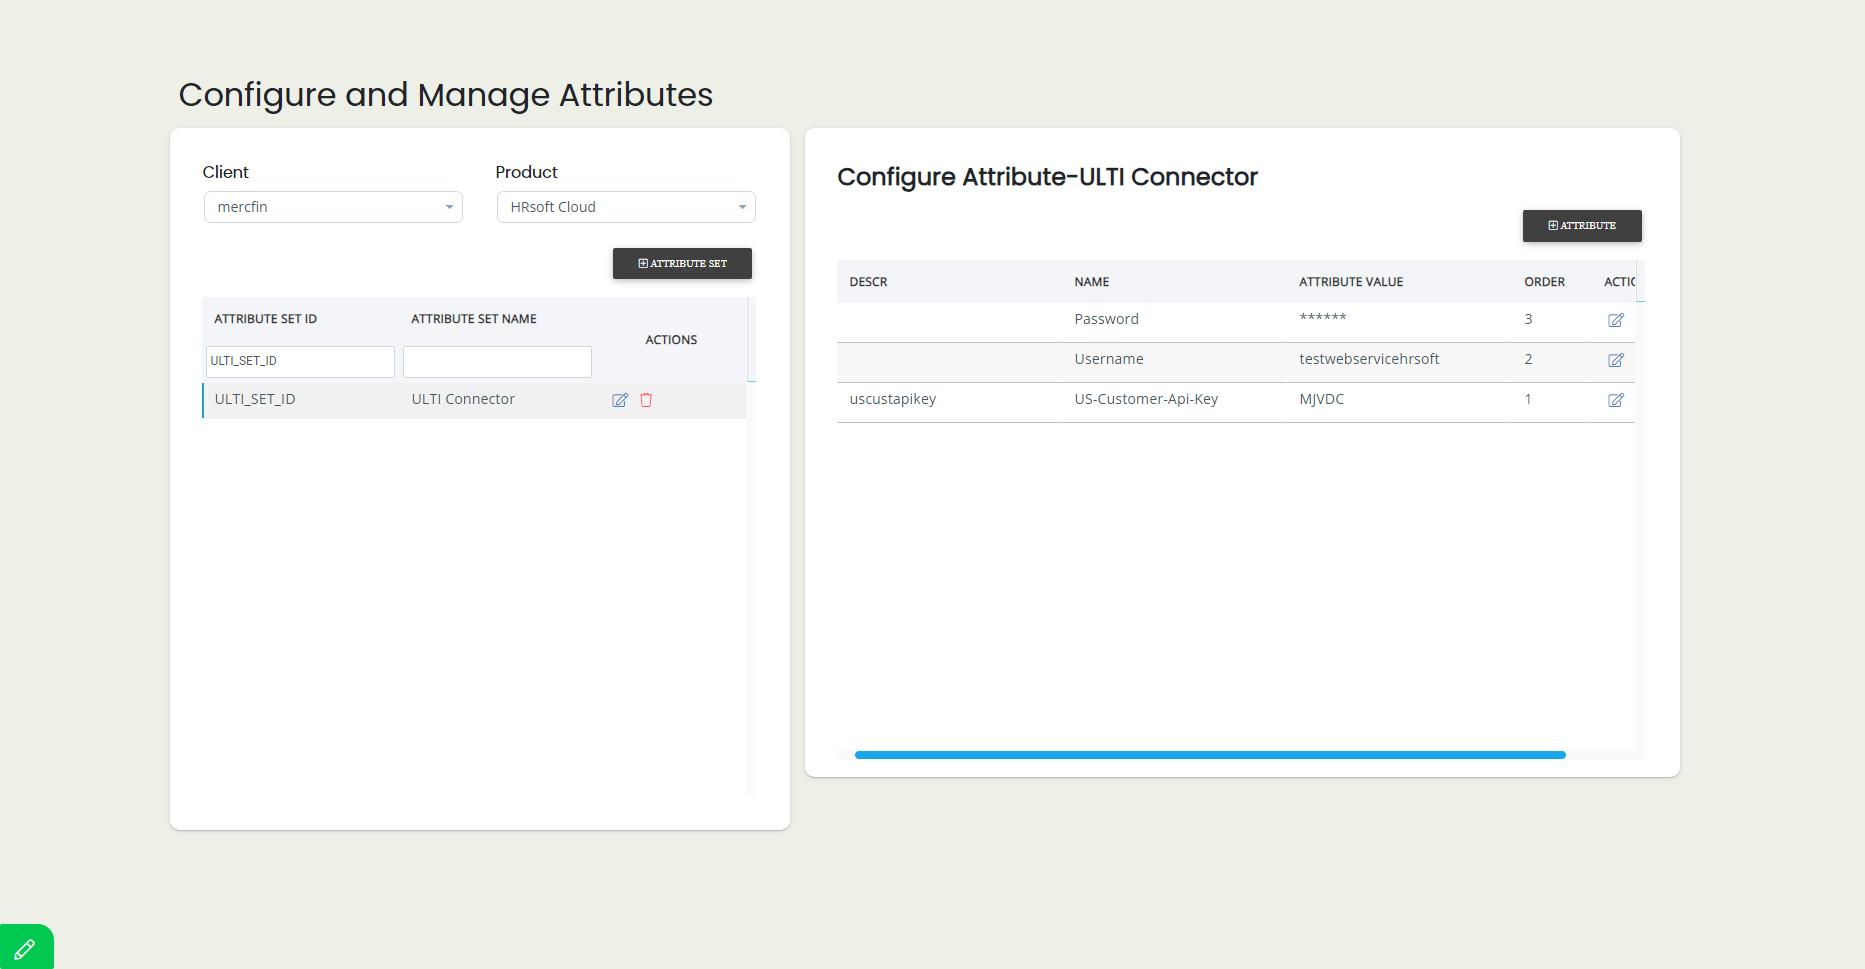 Configure and Manage Attributes
Client
Product
mercfin
HRsoft Cloud
ATTRIBUTE SET
ATTRIBUTE SET ID
ATTRIBUTE SET NAME
ACTIONS
ULTI_SET_ID
ULTI_SET_ID
ULTI Connector
Configure Attribute-ULTI Connector
ATTRIBUTE
DESCR
NAME
ATTRIBUTE VALUE
ORDER
ACTIC
Password
******
3
Username
testwebservicehrsoft
2
uscustapikey
US-Customer-Api-Key
MJVDC
1